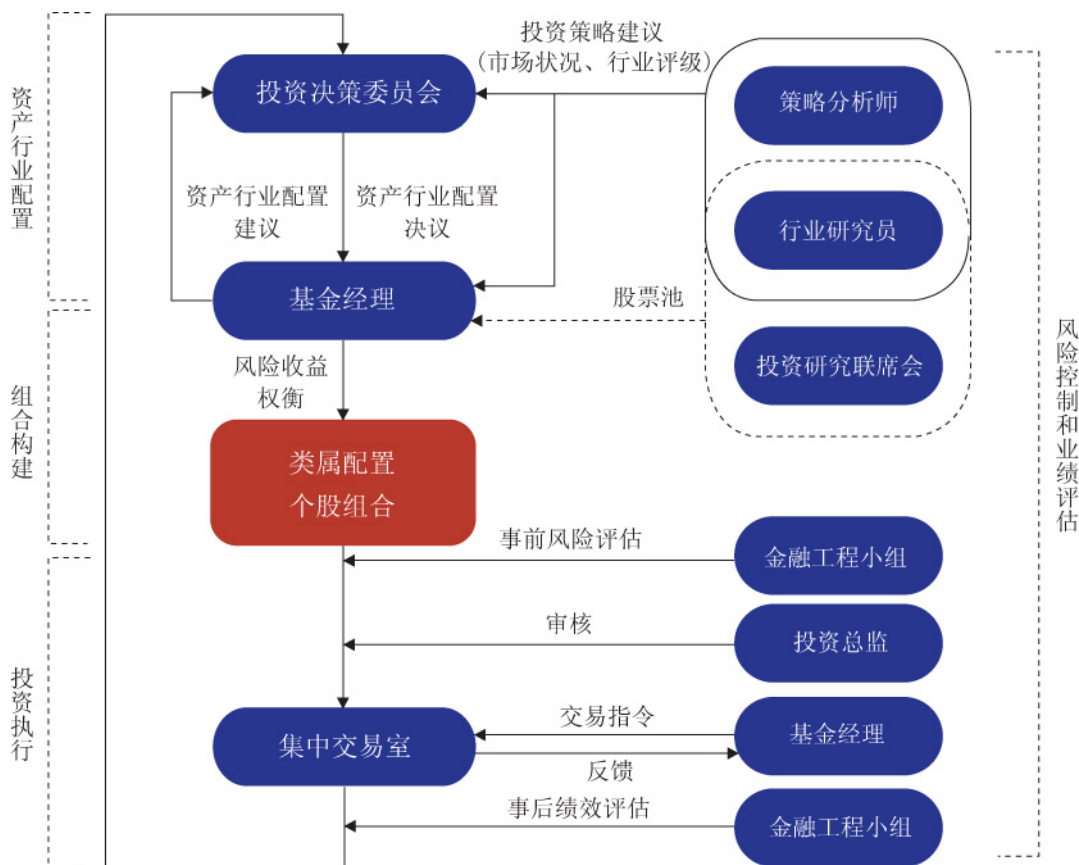 投资策略建议
(市场状况、行业评级)
投资决策委员会
策略分析师
资产行业配置
资产行业配置
建议
资产行业配置
决议
行业研究员
基金经理
股票池
投资研究联席会
风险收益
权衡
组合构建
类属配置
个股组合
风险控制和业绩评估
事前风险评估
金融工程小组
审核
投资总监
投资执行
交易指令
基金经理
集中交易室
反馈
事后绩效评估
金融工程小组